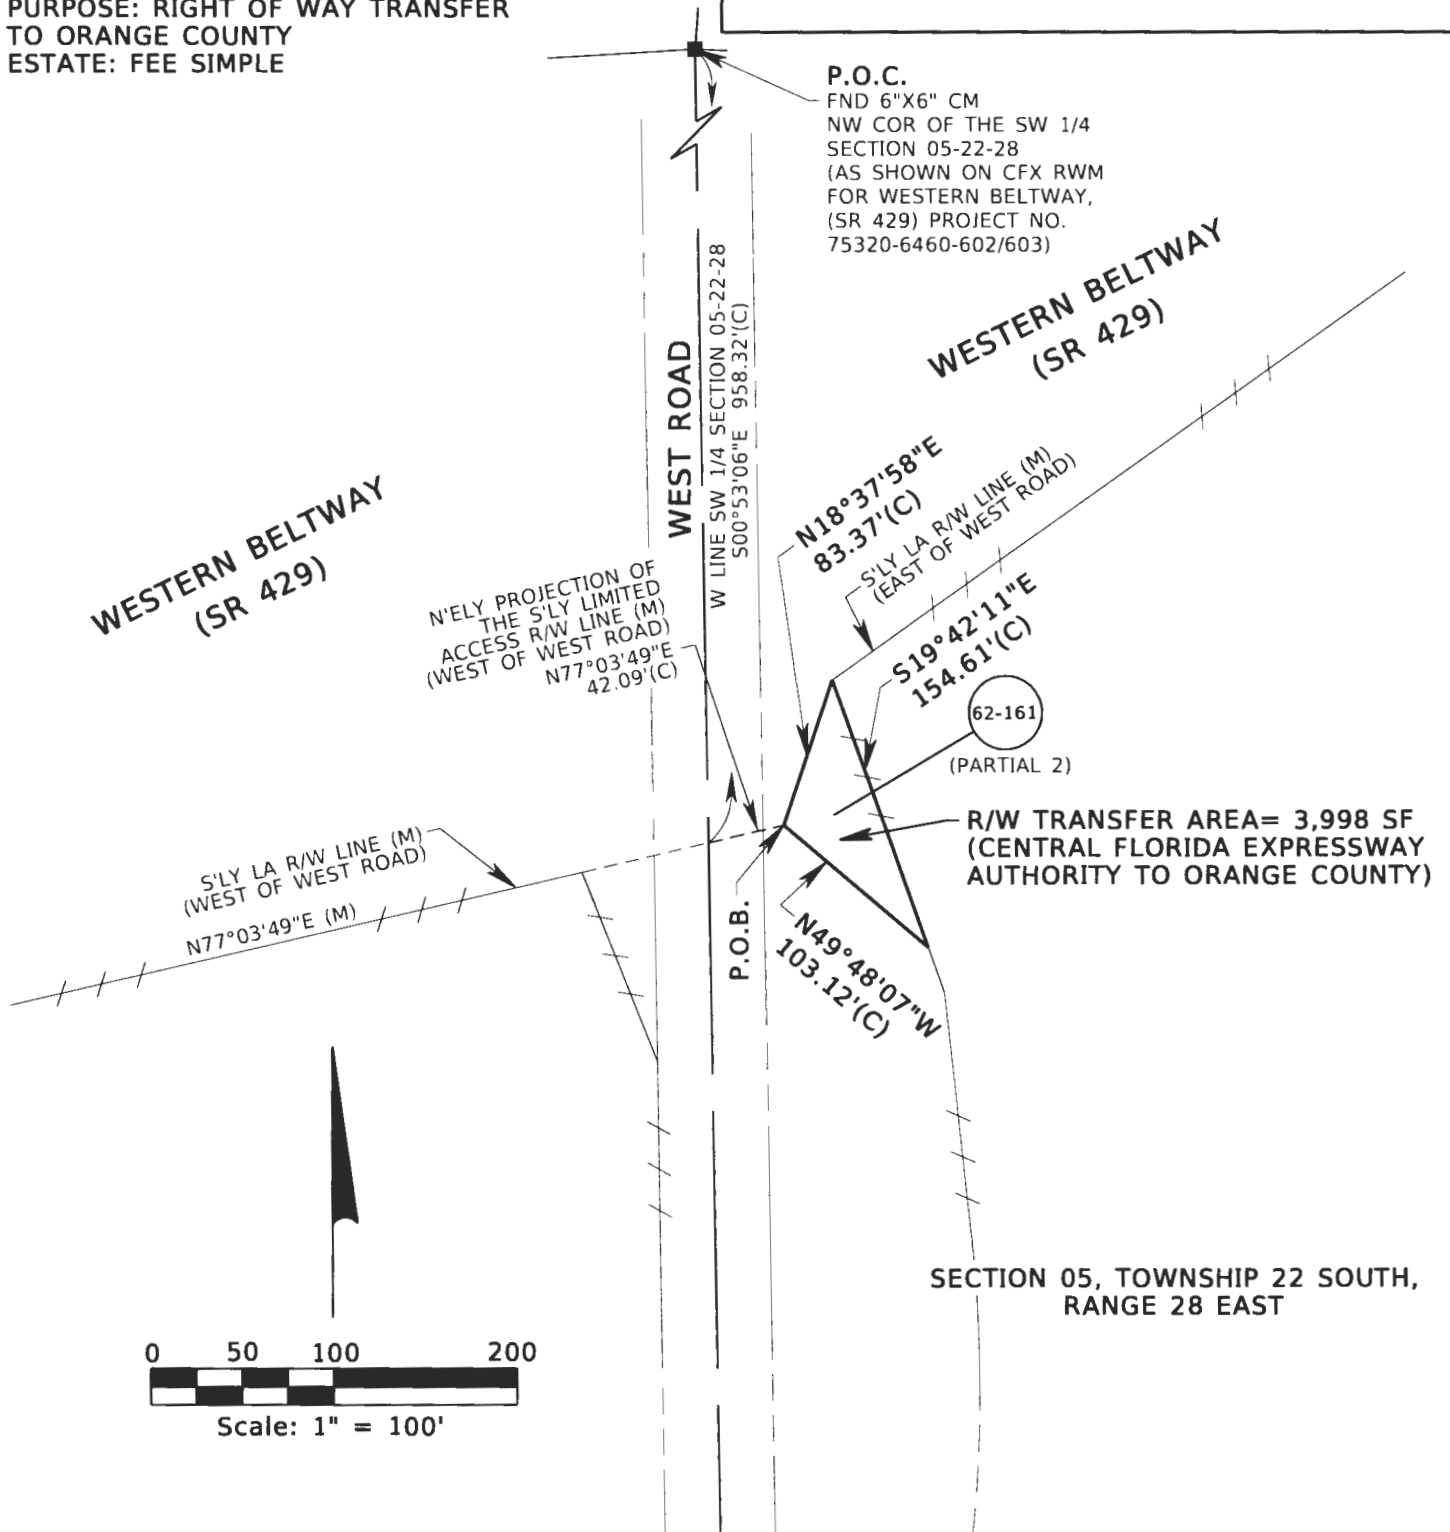 PURPOSE: RIGHT OF WAY TRANSFER
TO ORANGE COUNTY
ESTATE: FEE SIMPLE
P.O.C.
FND 6"X6" CM
NW COR OF THE SW 1/4
SECTION 05-22-28
(AS SHOWN ON CFX RWM
FOR WESTERN BELTWAY,
(SR 429) PROJECT NO.
75320-6460-602/603)
WESTERN BELTWAY
(SR 429)
WEST ROAD
W LINE SW 1/4 SECTION 05-22-28
S00°53'06"E 958.32'(C)
N18°37'58"E
83.37'(C)
S'LY LA R/W LINE (M)
(EAST OF WEST ROAD)
WESTERN BELTWAY
(SR 429)
N'ELY PROJECTION OF
THE S'LY LIMITED
ACCESS R/W LINE (M)
(WEST OF WEST ROAD)
N77°03'49"E
42.09'(C)
S19°42'11"E
154.61'(C)
62-161
(PARTIAL 2)
R/W TRANSFER AREA= 3,998 SF
(CENTRAL FLORIDA EXPRESSWAY
AUTHORITY TO ORANGE COUNTY)
S'LY LA R/W LINE (M)
(WEST OF WEST ROAD)
N77°03'49"E (M)
P.O.B.
N49°48'07"W
103.12'(C)
SECTION 05, TOWNSHIP 22 SOUTH,
RANGE 28 EAST
0 50 100 200
Scale: 1" = 100'